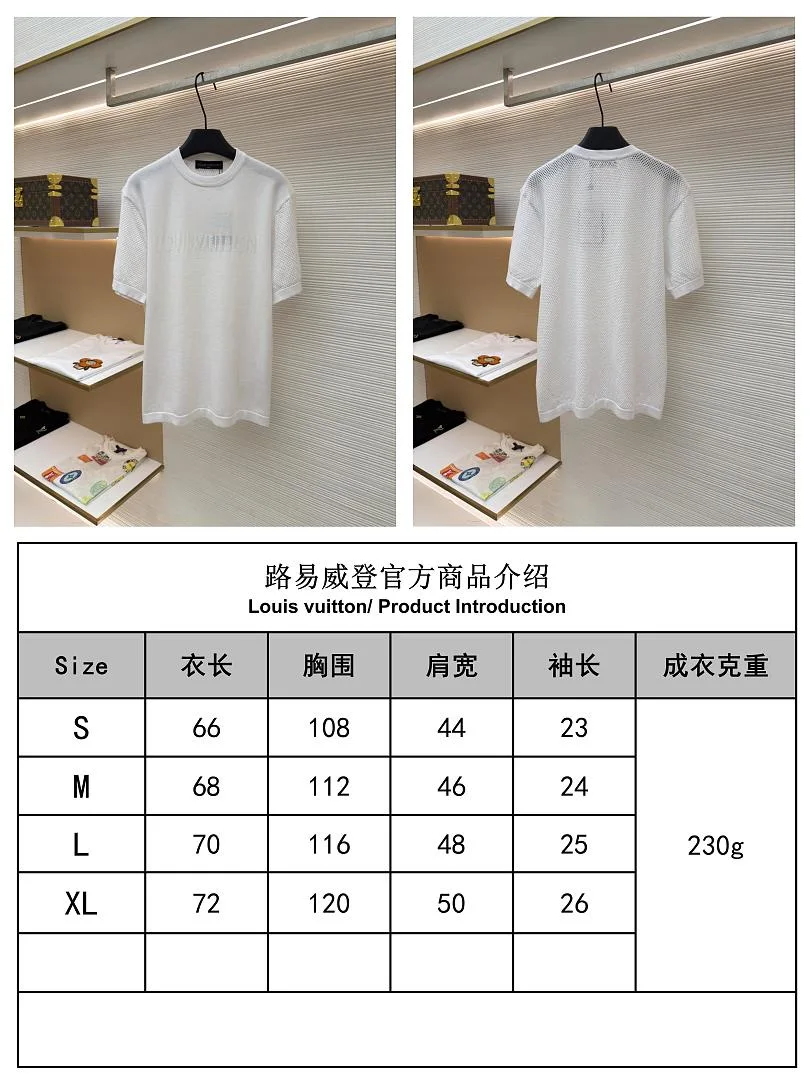 路易威登官方商品介绍
Louis vuitton/ Product Introduction
Size 衣长 胸围 肩宽 袖长 成衣克重
S 66 108 44 23
M 68 112 46 24
L 70 116 48 25
230g
XL 72 120 50 26